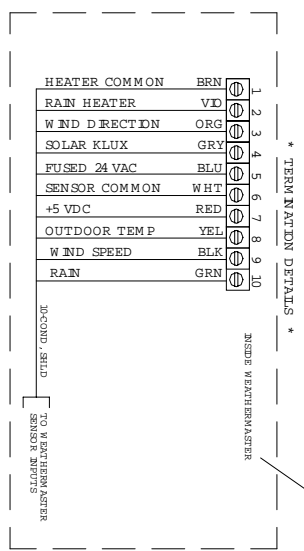 HEATER COMMON BRN 1
RAIN HEATER VIO 2
WIND DIRECTION ORG 3
SOLAR KLUX GRY 4
FUSED 24 VAC BLU 5
SENSOR COMMON WHT 6
+5 VDC RED 7
OUTDOOR TEMP YEL 8
WIND SPEED BLK 9
RAIN GRN 10
* TERMINATION DETAILS *
INSIDE WEATHERMASTER
10-COND., SHLD
TO WEATHERMASTER
SENSOR INPUTS